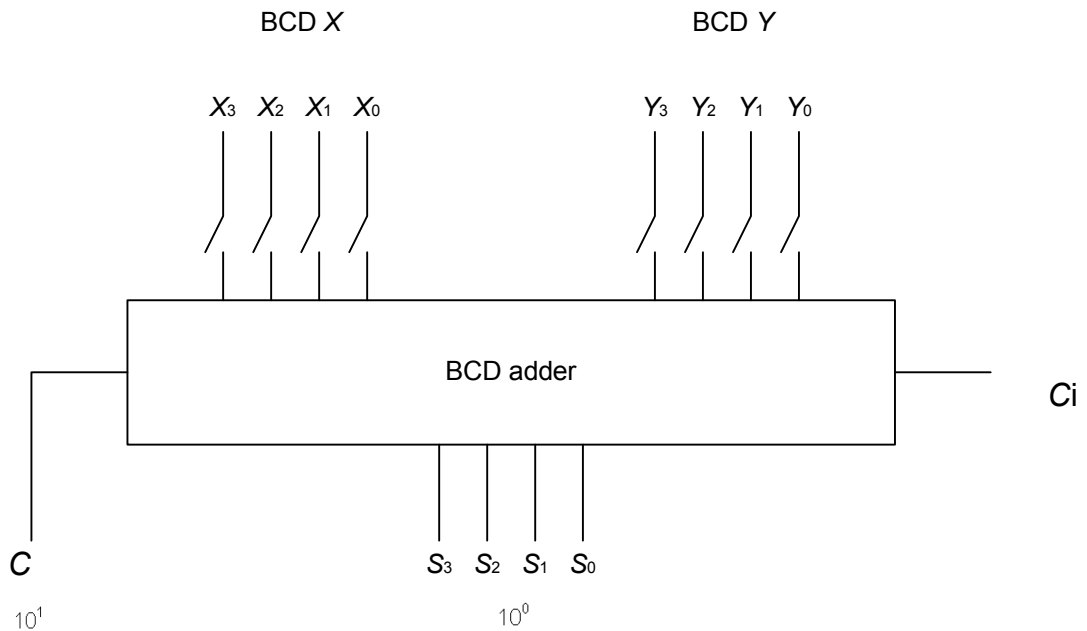 BCD X BCD Y
X₃ X₂ X₁ X₀ Y₃ Y₂ Y₁ Y₀
BCD adder
Ci
C S₃ S₂ S₁ S₀
10¹ 10⁰